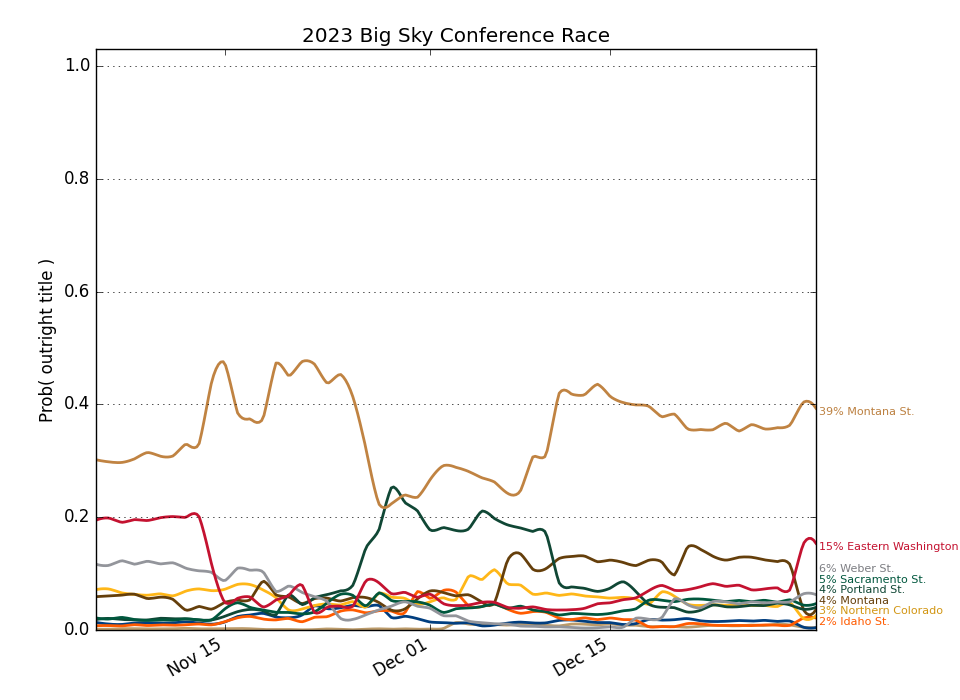 2023 Big Sky Conference Race
1.0
0.8
0.6
0.4
0.2
0.0
Prob( outright title )
Nov 15
Dec 01
Dec 15
39% Montana St.
15% Eastern Washington
6% Weber St.
5% Sacramento St.
4% Portland St.
4% Montana
3% Northern Colorado
2% Idaho St.